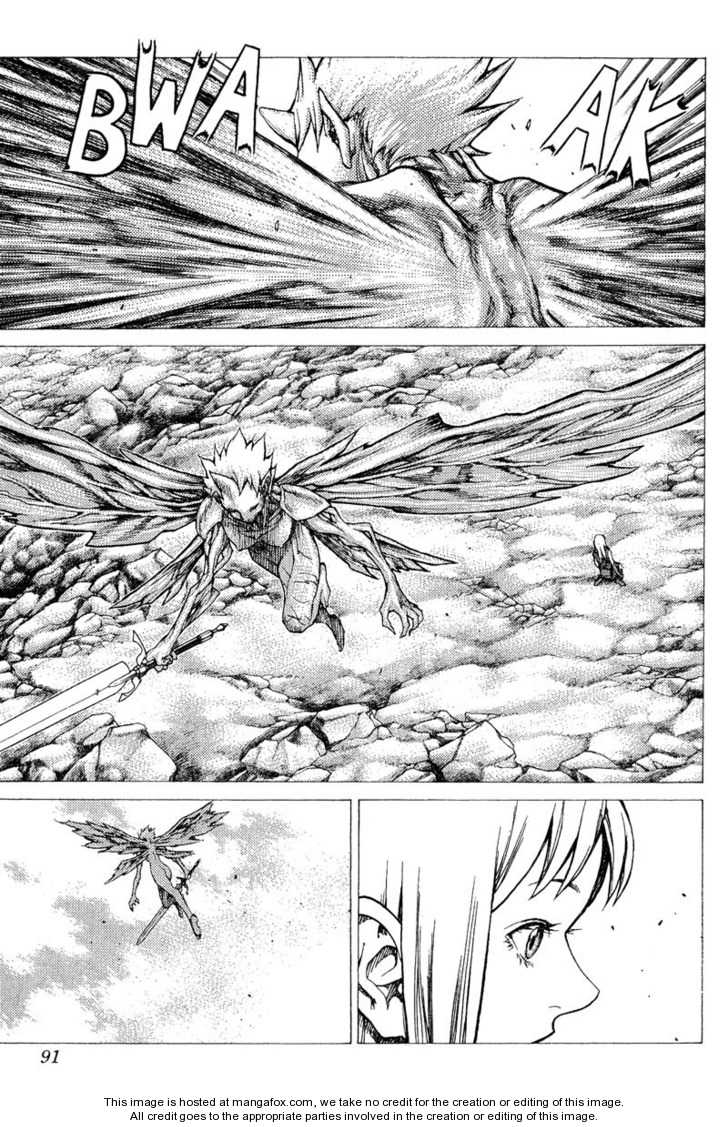 BWA AK
91
This image is hosted at mangafox.com, we take no credit for the creation or editing of this image.
All credit goes to the appropriate parties involved in the creation or editing of this image.